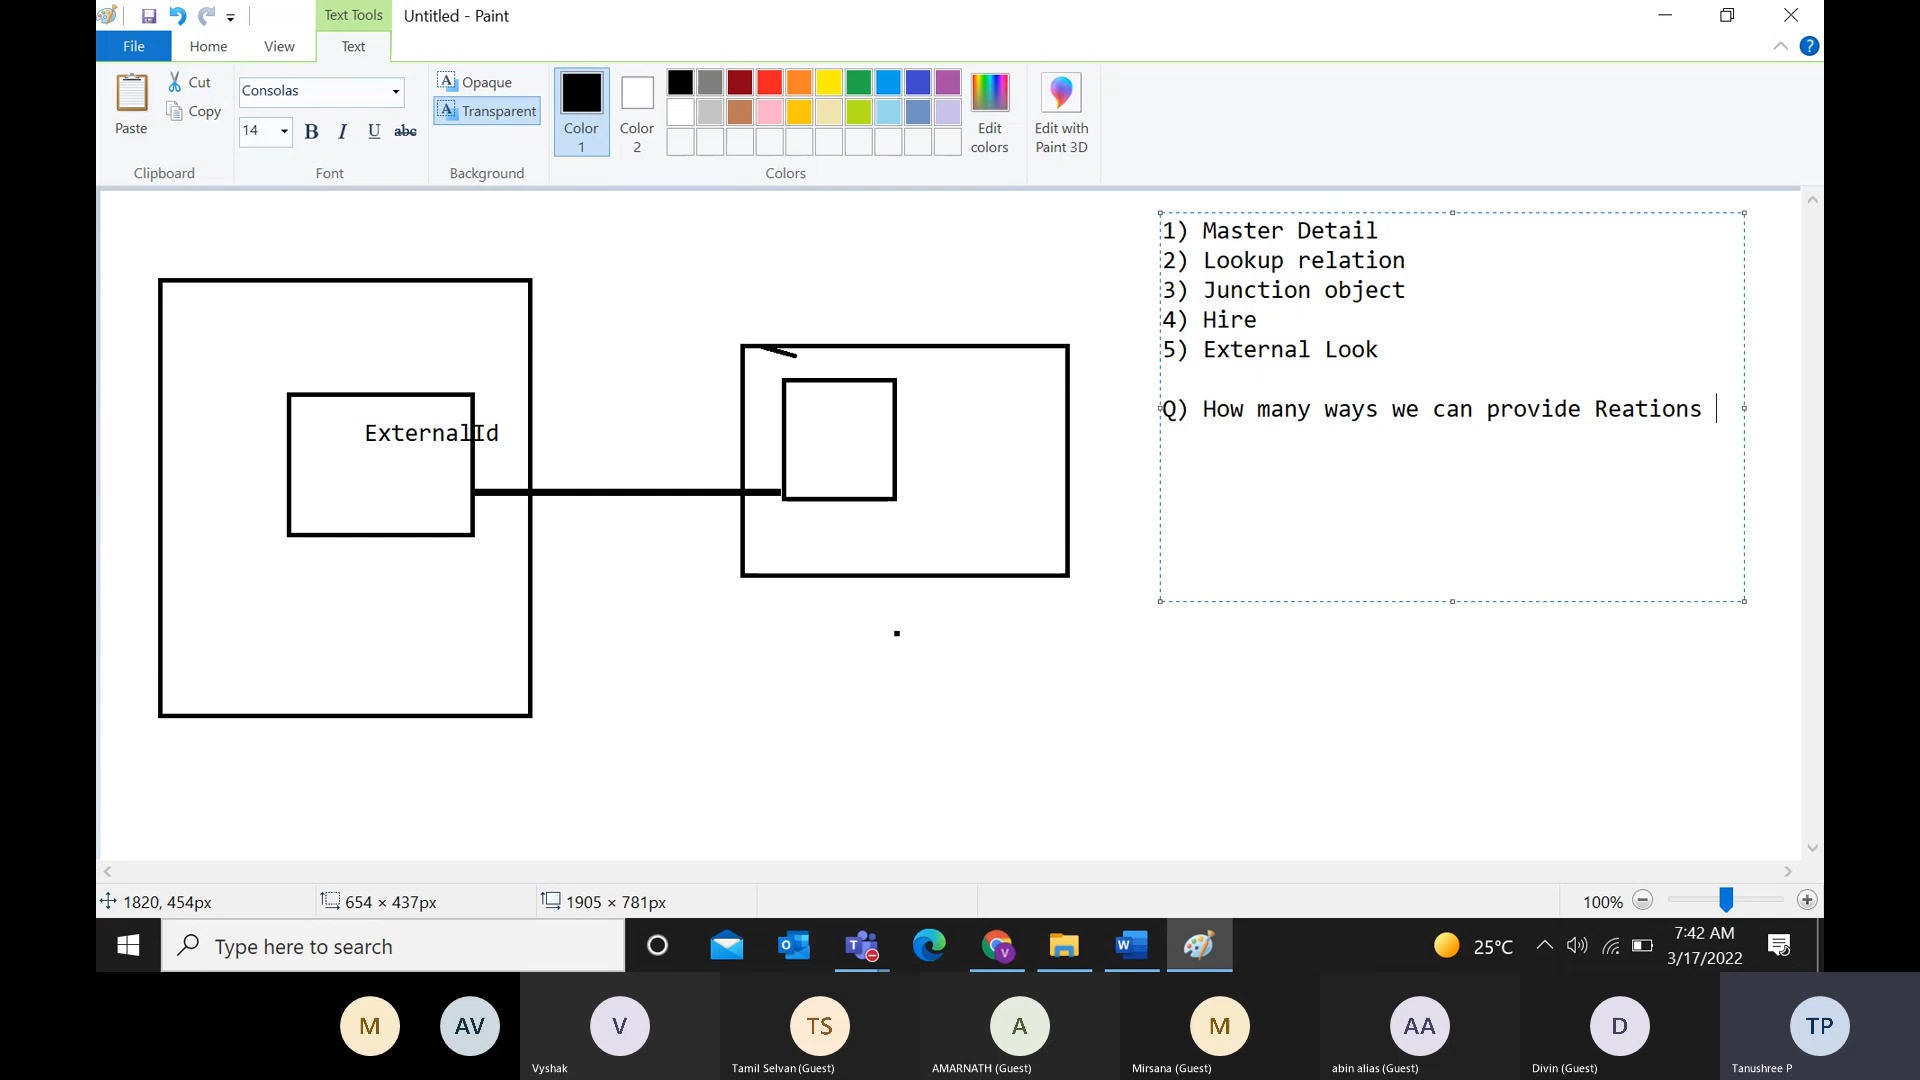 Text Tools
Untitled - Paint
File
Home
View
Text
Paste
Cut
Copy
Clipboard
Consolas
14
B
I
U
abc
Font
A Opaque
A Transparent
Background
Color 1
Color 2
Edit colors
Colors
Edit with Paint 3D
?
1) Master Detail
2) Lookup relation
3) Junction object
4) Hire
5) External Look
Q) How many ways we can provide Reations
ExternalId
1820, 454px
654 × 437px
1905 × 781px
100%
Type here to search
25°C
7:42 AM
3/17/2022
M
AV
V
Vyshak
TS
Tamil Selvan (Guest)
A
AMARNATH (Guest)
M
Mirsana (Guest)
AA
abin alias (Guest)
D
Divin (Guest)
TP
Tanushree P